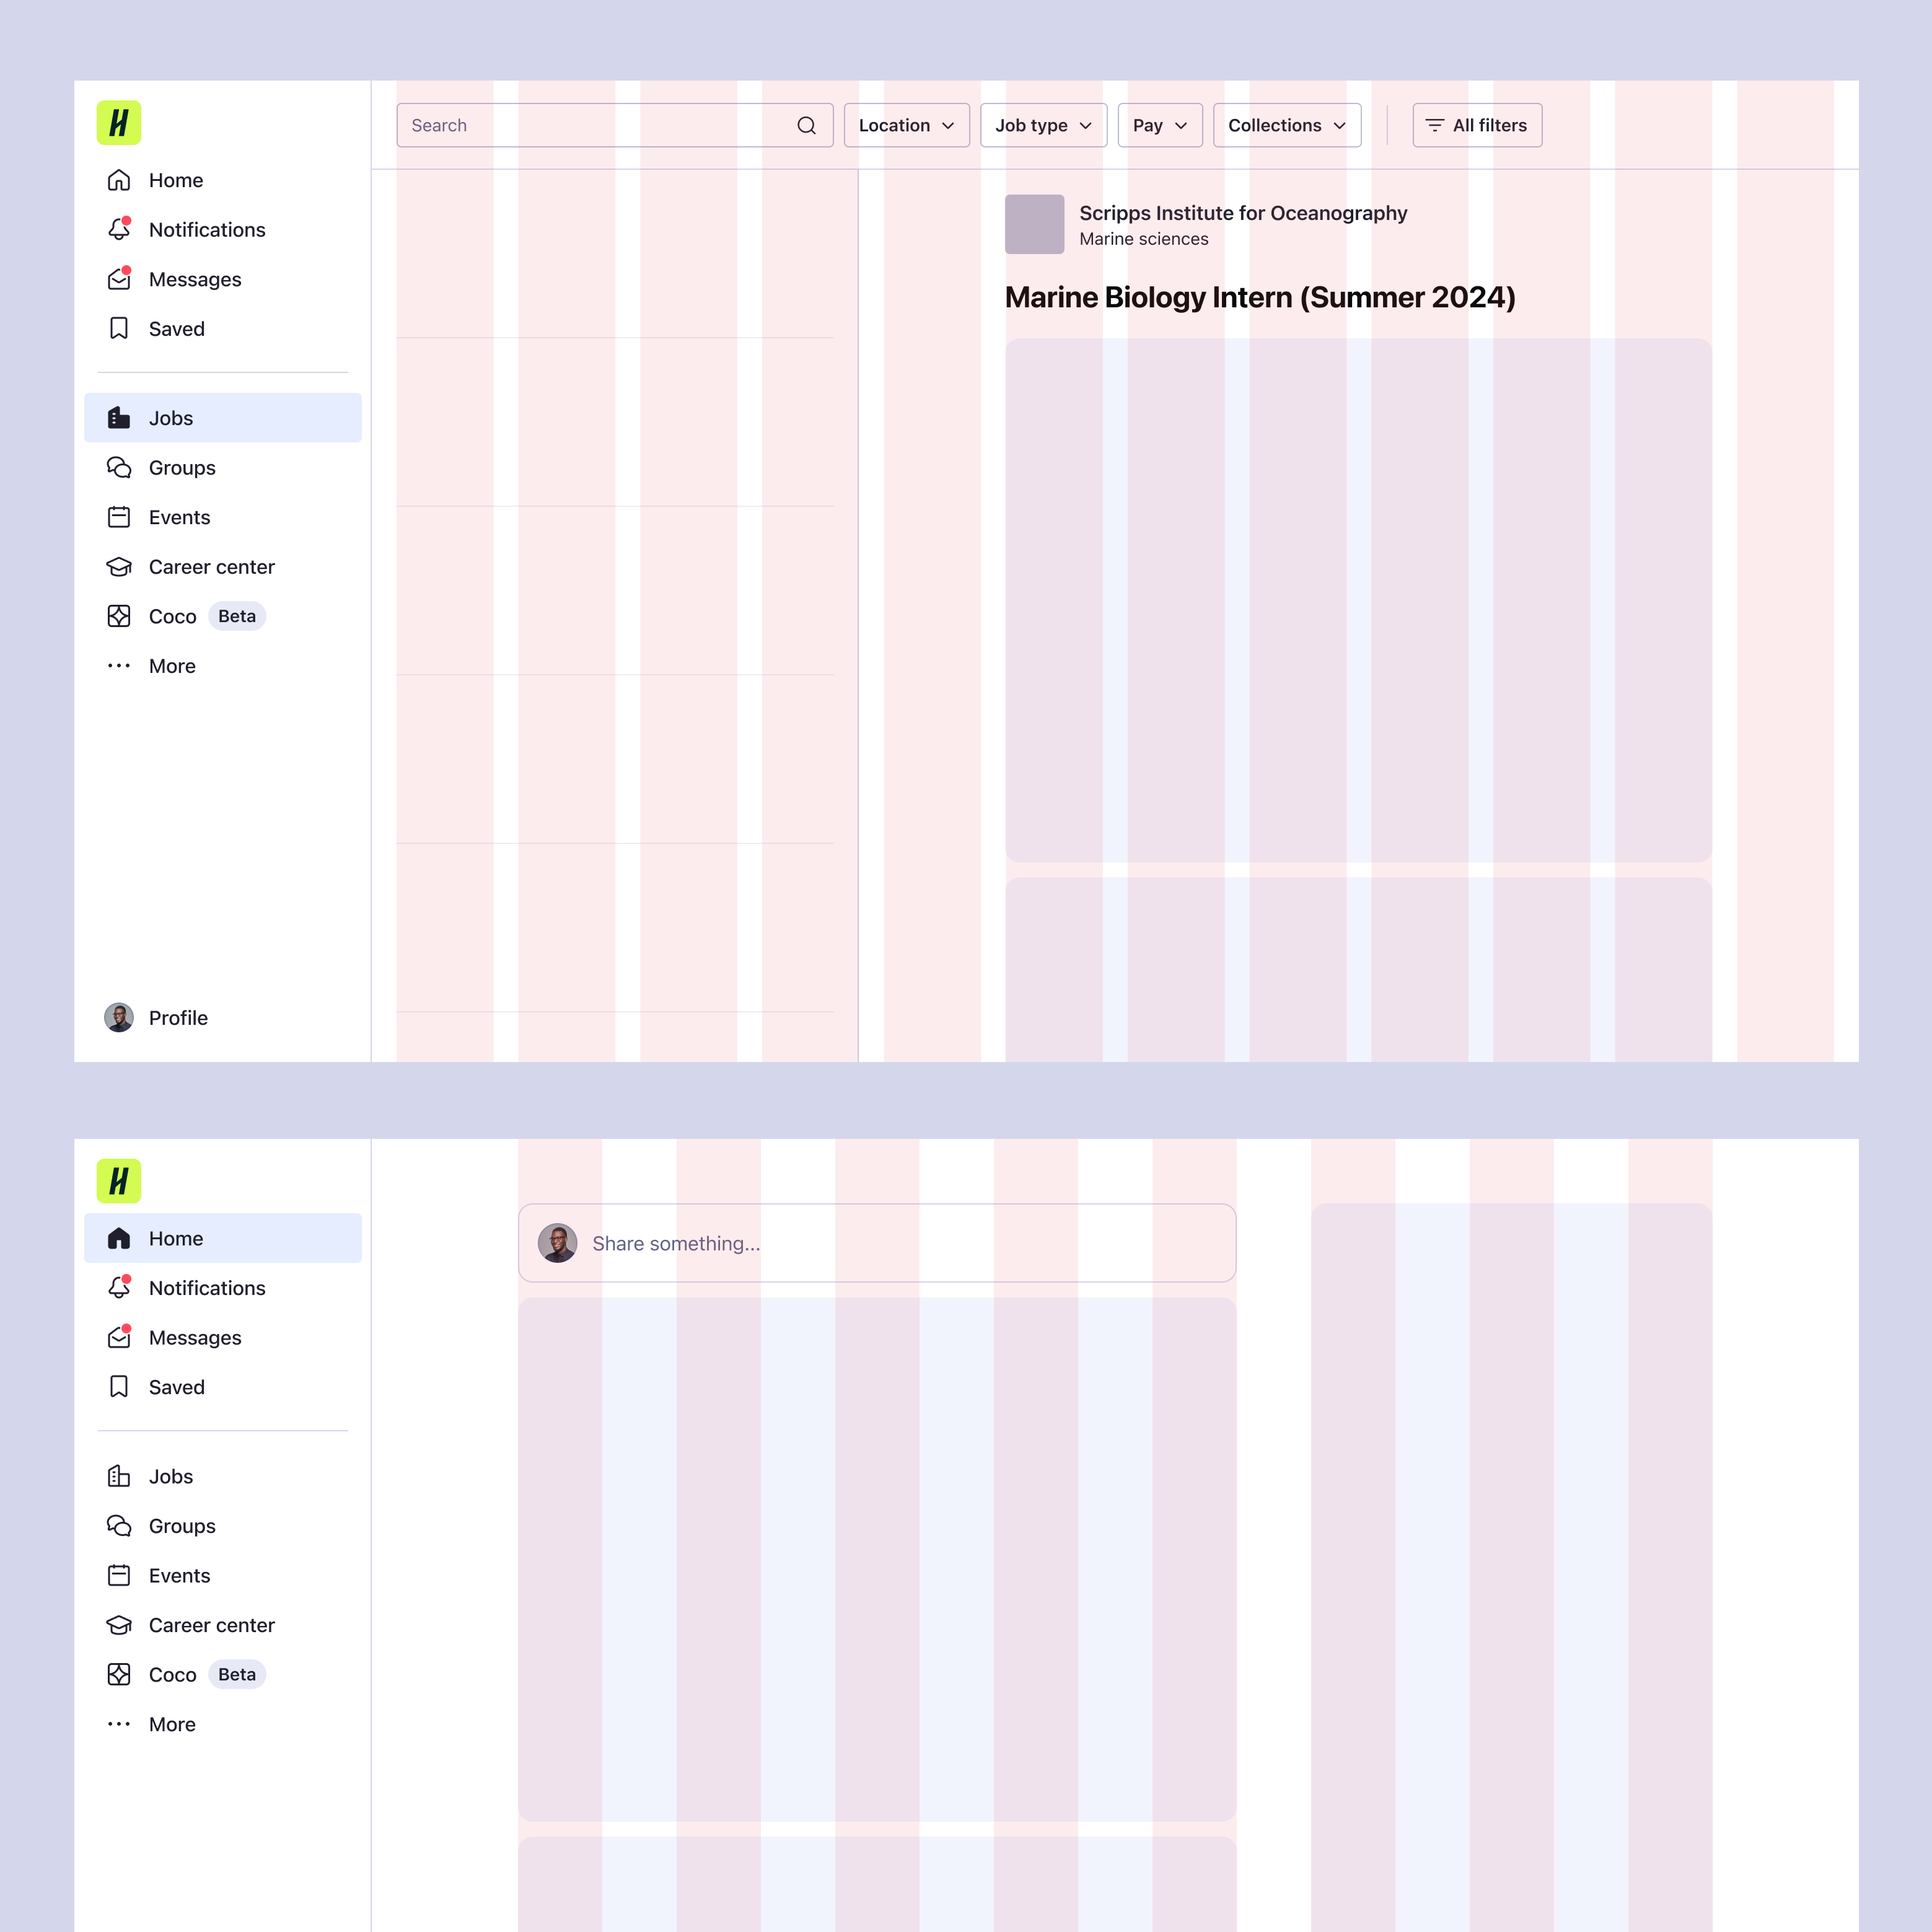 H
Home
Notifications
Messages
Saved
Jobs
Groups
Events
Career center
Coco Beta
More
Profile
Search
Location
Job type
Pay
Collections
All filters
Scripps Institute for Oceanography
Marine sciences
Marine Biology Intern (Summer 2024)
H
Home
Notifications
Messages
Saved
Jobs
Groups
Events
Career center
Coco Beta
More
Share something...